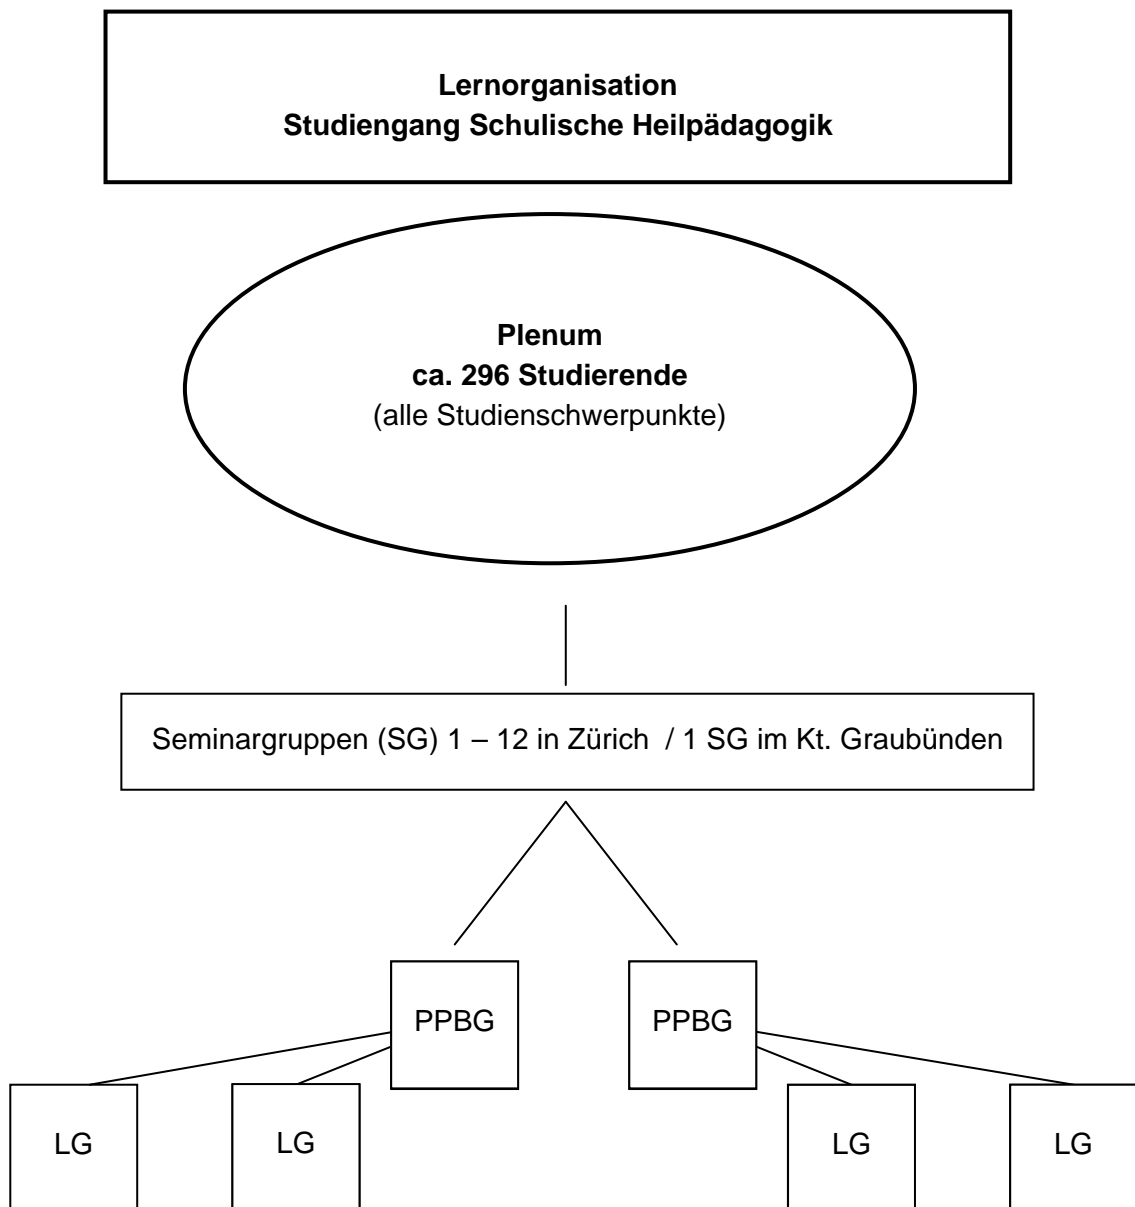 Lernorganisation
Studiengang Schulische Heilpädagogik
Plenum
ca. 296 Studierende
(alle Studienschwerpunkte)
Seminargruppen (SG) 1 – 12 in Zürich / 1 SG im Kt. Graubünden
PPBG PPBG
LG LG LG LG